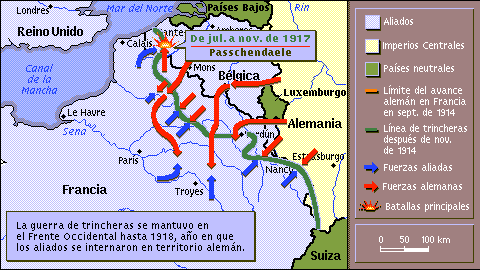 Londres
Mar del Norte
Países Bajos
Rin
Reino Unido
Calais
De jul. a nov. de 1917
Passchendaele
Mons
Bélgica
Canal
de la
Mancha
Luxemburgo
Le Havre
Sena
Alemania
París
Estrasburgo
Nancy
Troyes
Francia
Suiza
La guerra de trincheras se mantuvo en
el Frente Occidental hasta 1918, año en que
los aliados se internaron en territorio alemán.
Aliados
Imperios Centrales
Países neutrales
Límite del avance
alemán en Francia
en sept. de 1914
Línea de trincheras
después de nov.
de 1914
Fuerzas aliadas
Fuerzas alemanas
Batallas principales
0 50 100 km